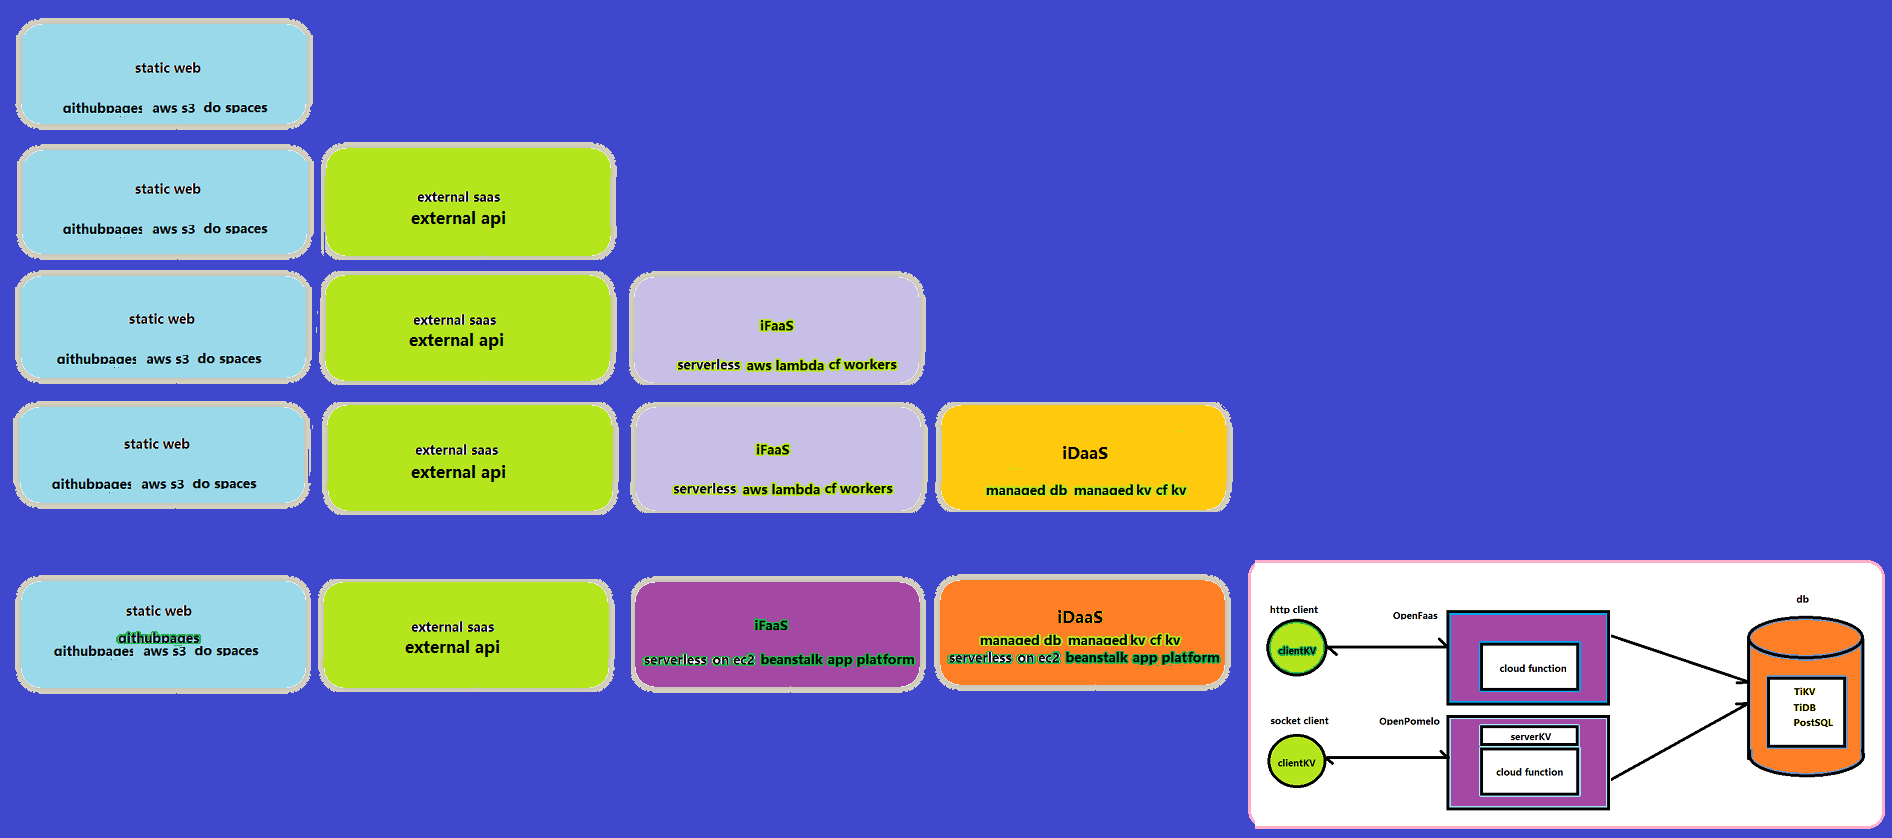 static web
githubpages aws s3 do spaces
static web
githubpages aws s3 do spaces
external saas
external api
static web
githubpages aws s3 do spaces
external saas
external api
iFaaS
serverless aws lambda cf workers
static web
githubpages aws s3 do spaces
external saas
external api
iFaaS
serverless aws lambda cf workers
iDaaS
managed db managed kv cf kv
static web
githubpages
githubpages aws s3 do spaces
external saas
external api
iFaaS
serverless on ec2 beanstalk app platform
iDaaS
managed db managed kv cf kv
serverless on ec2 beanstalk app platform
http client
clientKV
OpenFaas
cloud function
socket client
clientKV
OpenPomelo
serverKV
cloud function
db
TiKV
TiDB
PostSQL